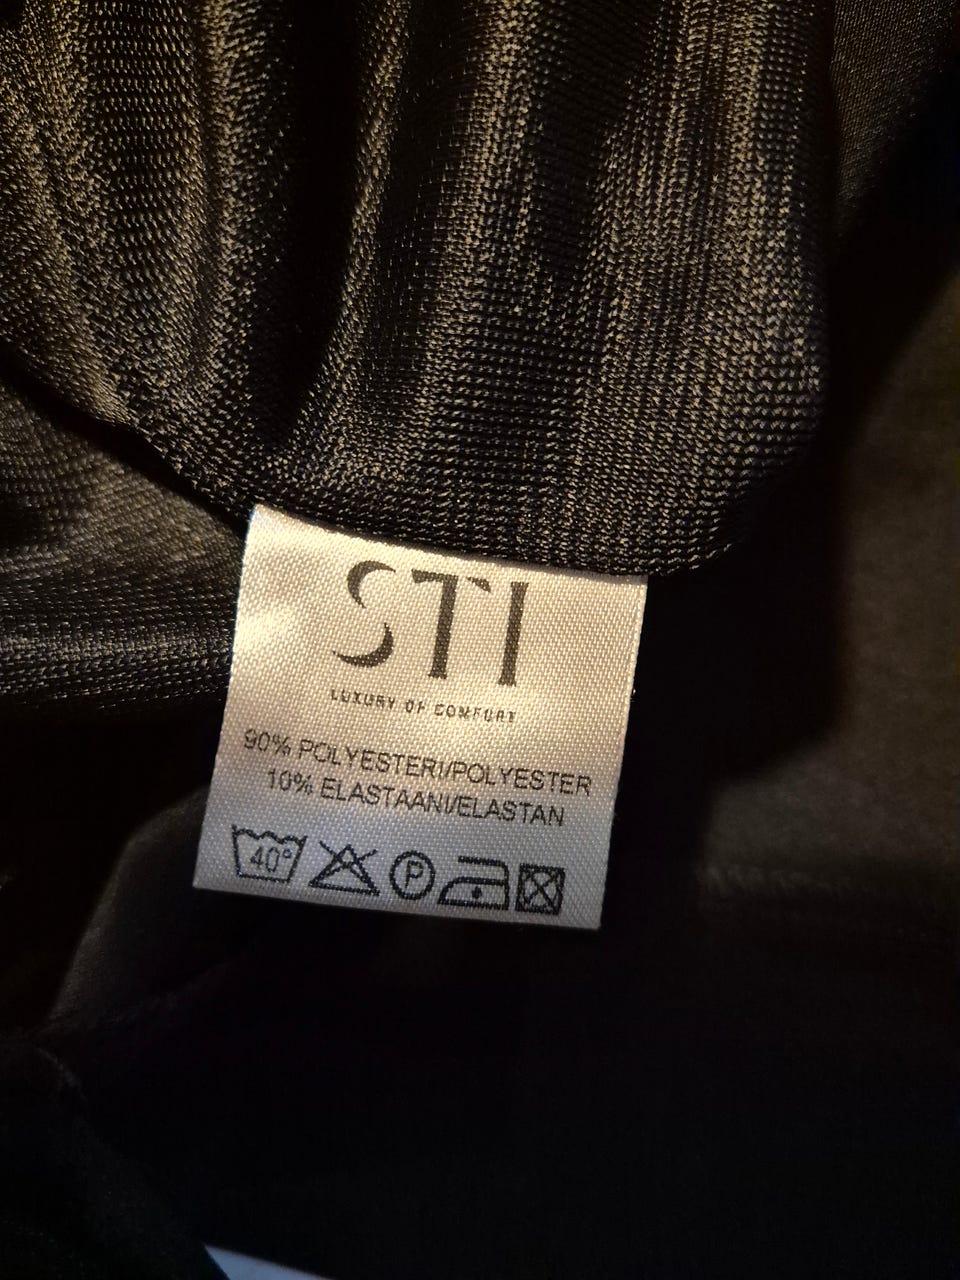 STI
LUXURY OF COMFORT
90% POLYESTERI/POLYESTER
10% ELASTAANI/ELASTAN
40°
P